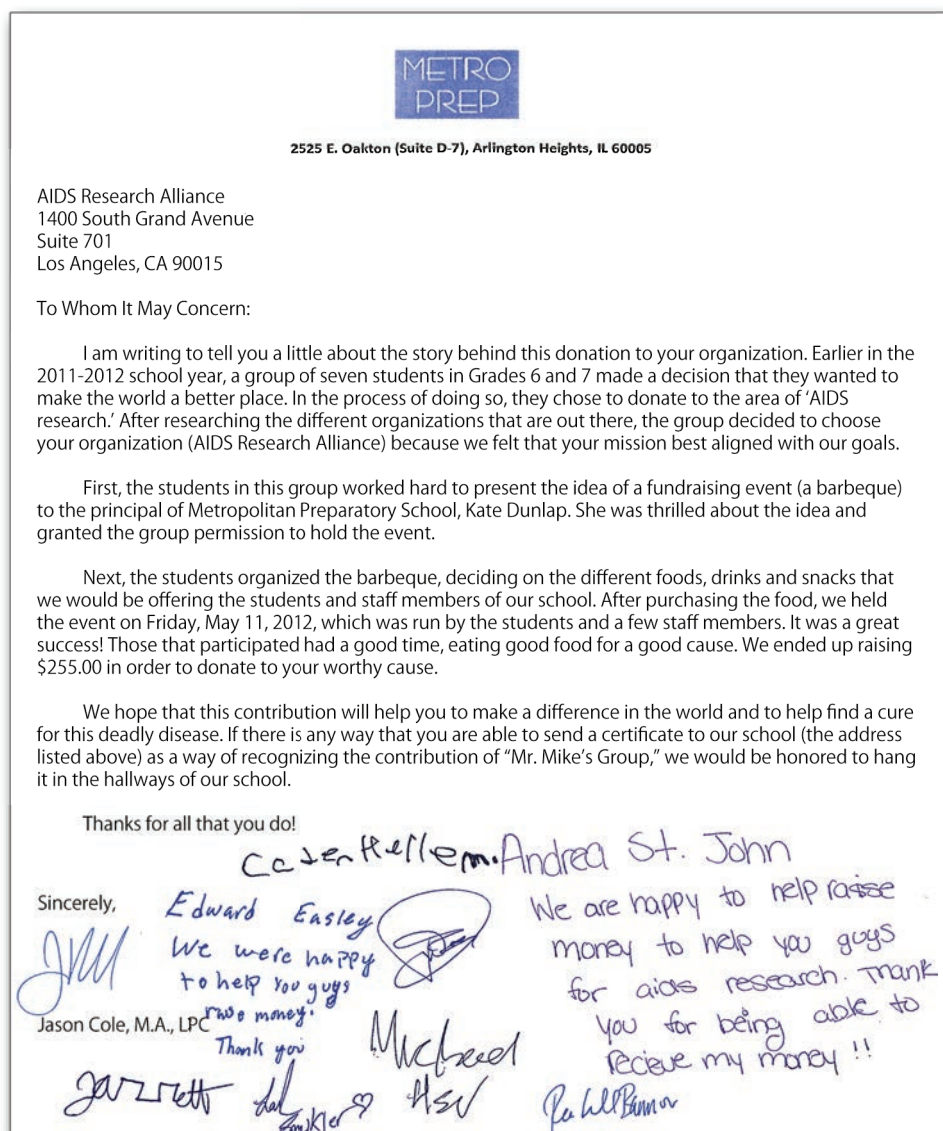 METRO
PREP
2525 E. Oakton (Suite D-7), Arlington Heights, IL 60005
AIDS Research Alliance
1400 South Grand Avenue
Suite 701
Los Angeles, CA 90015
To Whom It May Concern:
I am writing to tell you a little about the story behind this donation to your organization. Earlier in the
2011-2012 school year, a group of seven students in Grades 6 and 7 made a decision that they wanted to
make the world a better place. In the process of doing so, they chose to donate to the area of ‘AIDS
research.’ After researching the different organizations that are out there, the group decided to choose
your organization (AIDS Research Alliance) because we felt that your mission best aligned with our goals.
First, the students in this group worked hard to present the idea of a fundraising event (a barbeque)
to the principal of Metropolitan Preparatory School, Kate Dunlap. She was thrilled about the idea and
granted the group permission to hold the event.
Next, the students organized the barbeque, deciding on the different foods, drinks and snacks that
we would be offering the students and staff members of our school. After purchasing the food, we held
the event on Friday, May 11, 2012, which was run by the students and a few staff members. It was a great
success! Those that participated had a good time, eating good food for a good cause. We ended up raising
$255.00 in order to donate to your worthy cause.
We hope that this contribution will help you to make a difference in the world and to help find a cure
for this deadly disease. If there is any way that you are able to send a certificate to our school (the address
listed above) as a way of recognizing the contribution of “Mr. Mike’s Group,” we would be honored to hang
it in the hallways of our school.
Thanks for all that you do!
Andrea St. John
Sincerely,
Edward Easley
We were happy
to help you guys
money.
Thank you
We are happy to help raise
money to help you guys
for aids research. Thank
you for being able to
recieve my money !!
Jason Cole, M.A., LPC
Michael
Jarrett